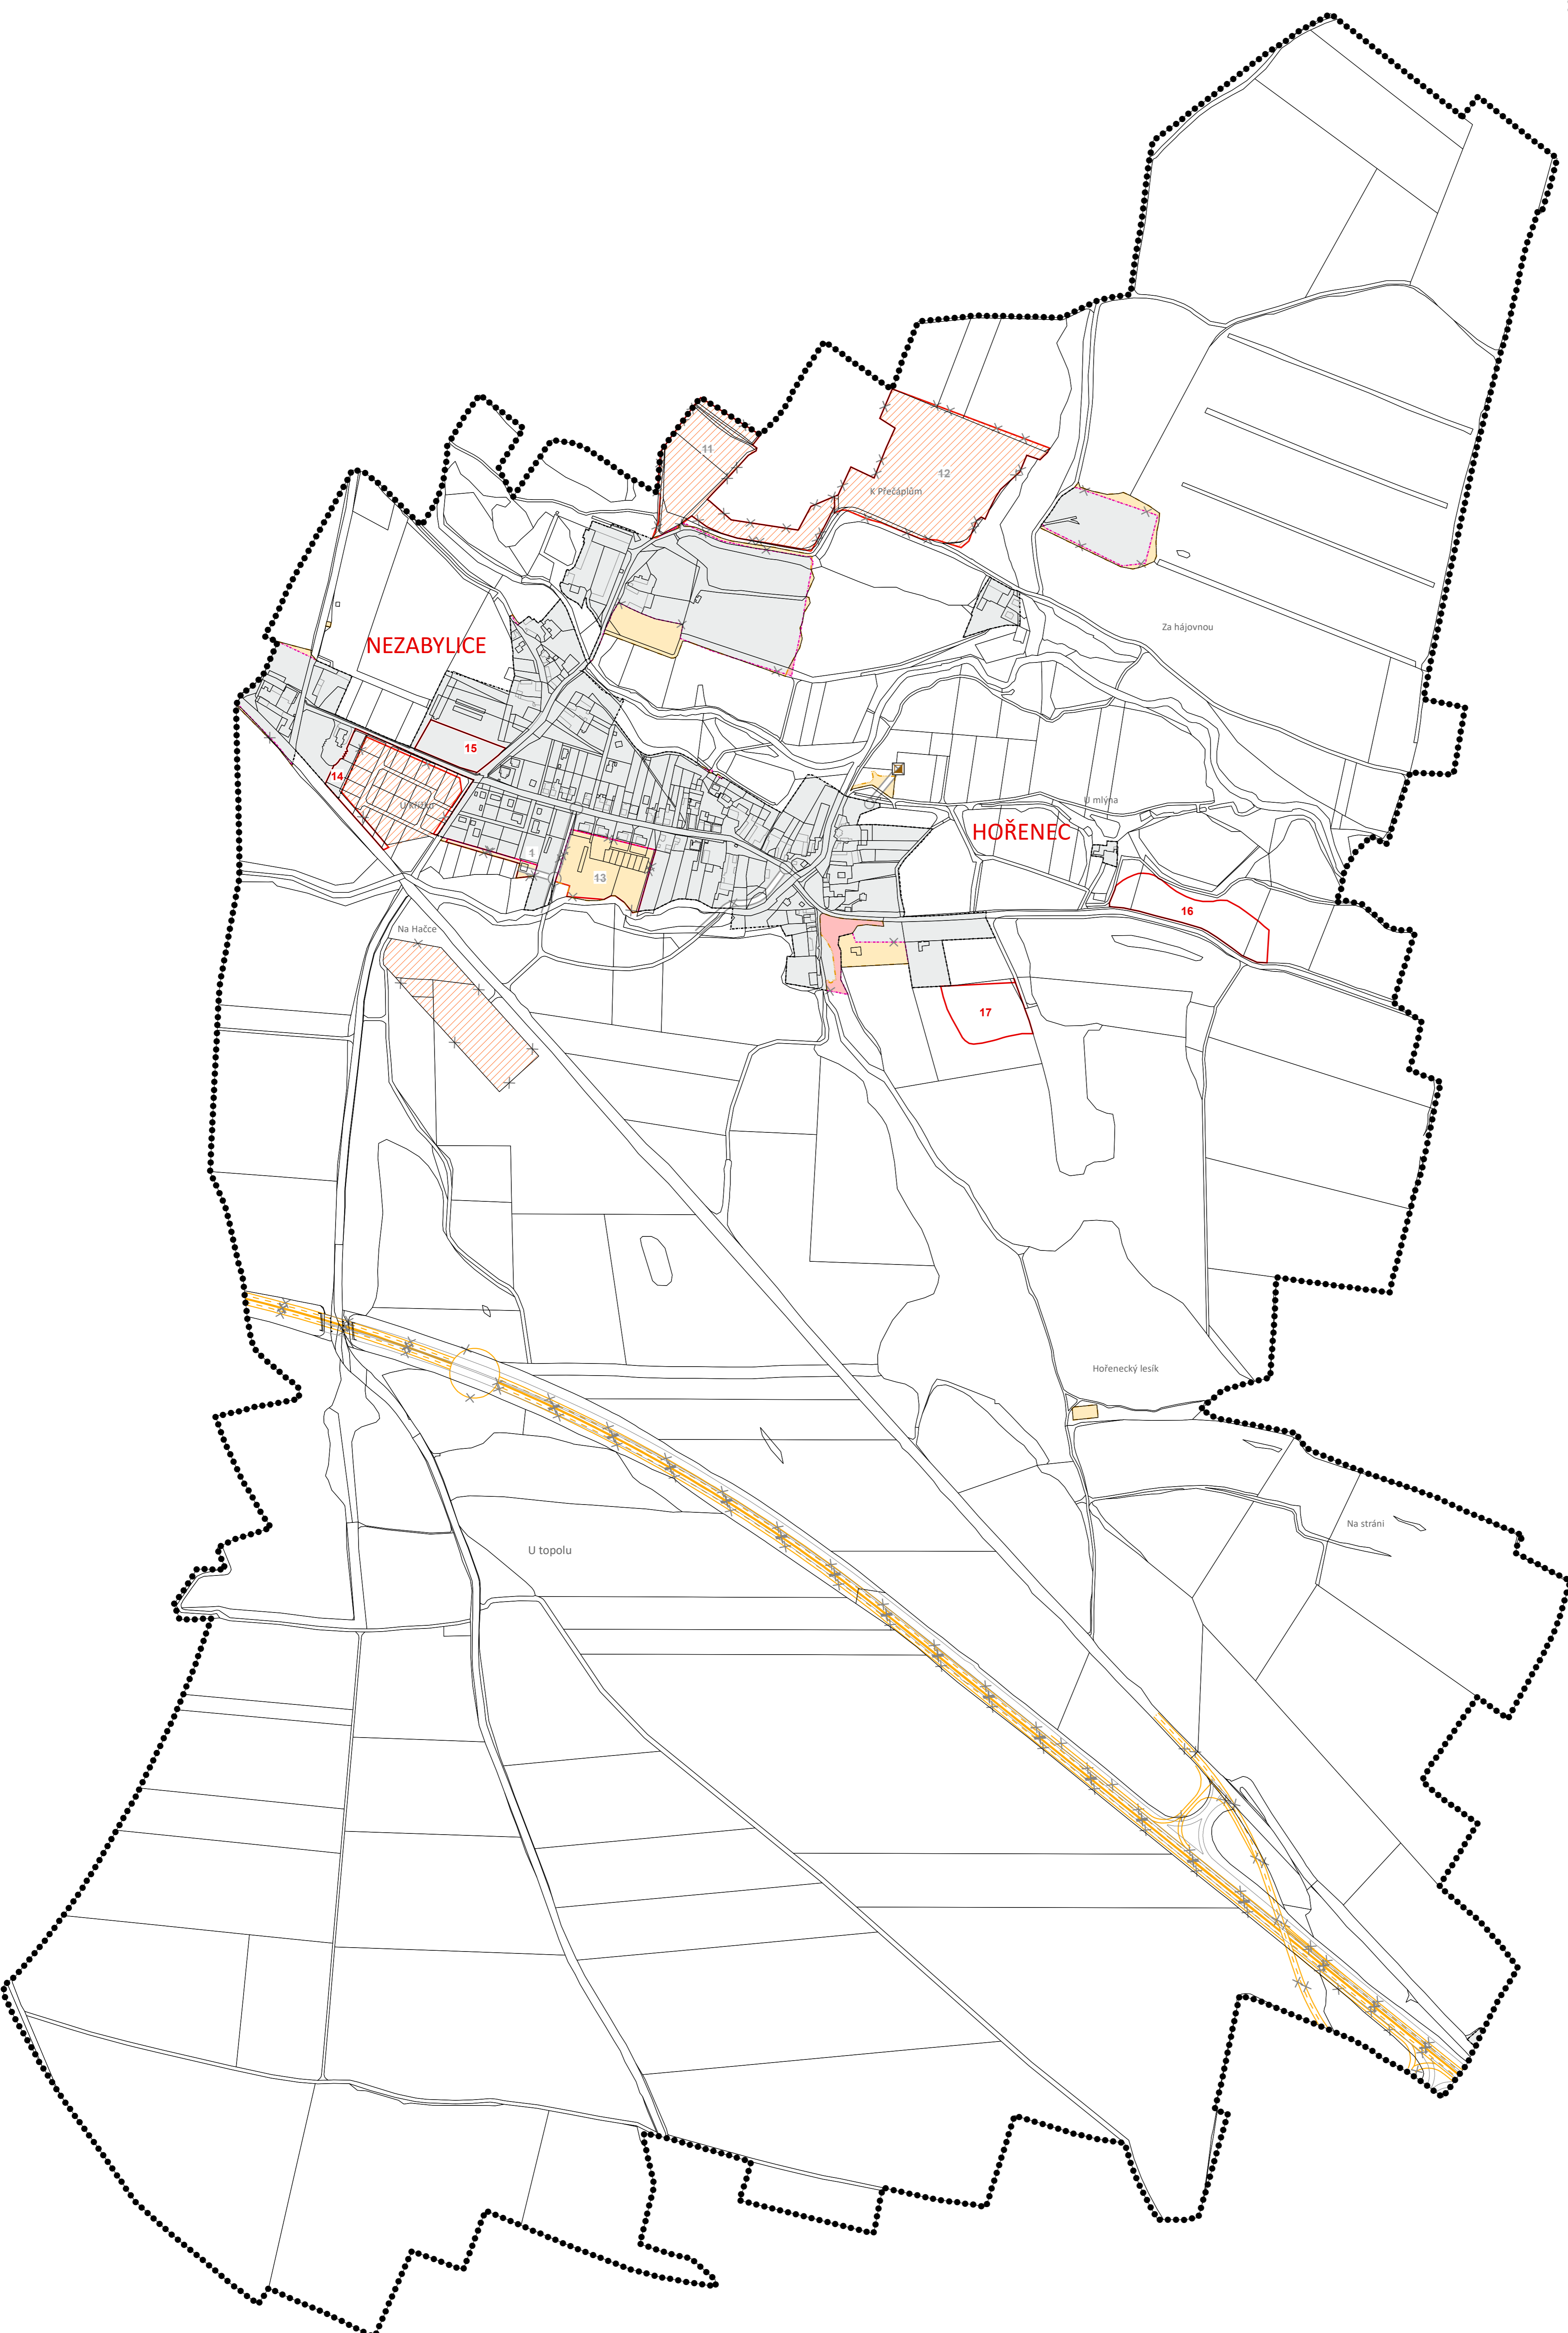 11
12
K Přečáplům
Za hájovnou
NEZABYLICE
15
14
U křížku
U mlýna
HOŘENEC
1
13
16
Na Hačce
17
Hořenecký lesík
Na stráni
U topolu